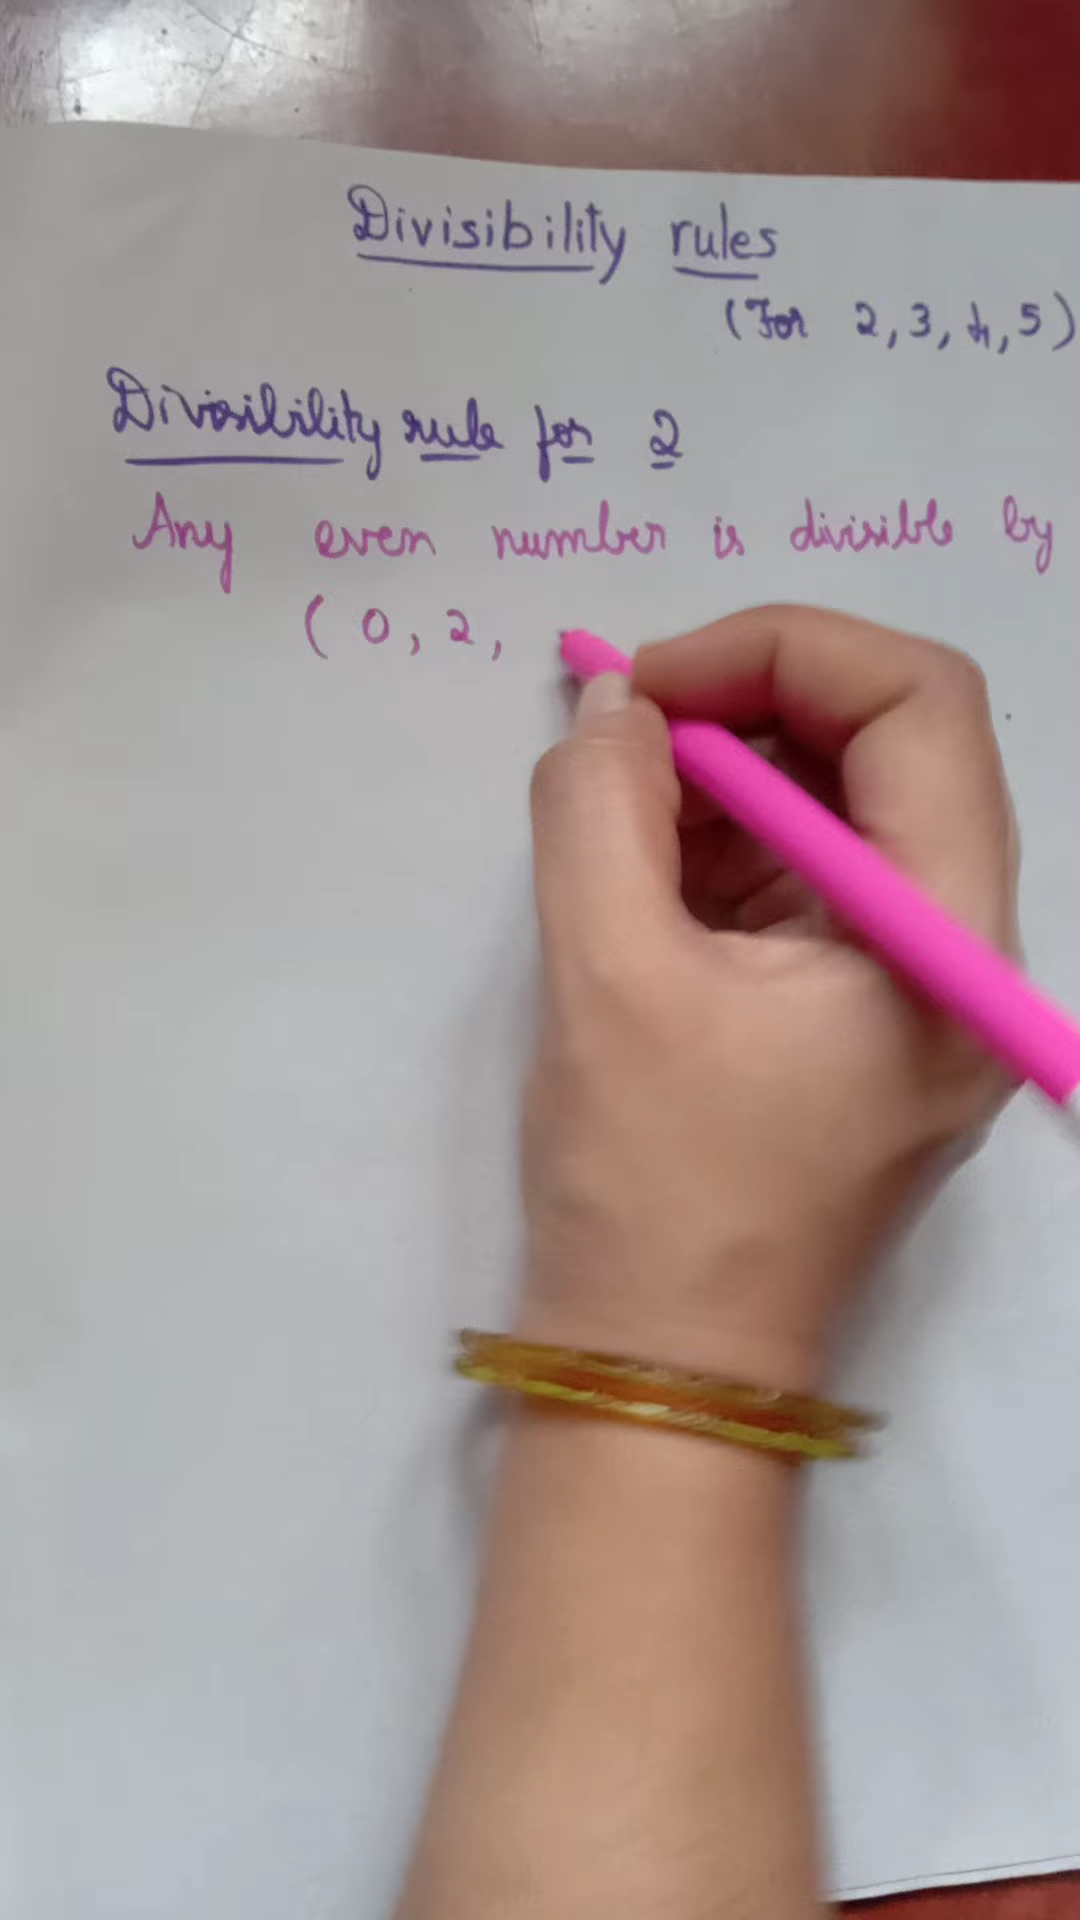 Divisibility rules
(For 2, 3, 4, 5)
Divisibility rule for 2
Any even number is divisible by
( 0, 2,